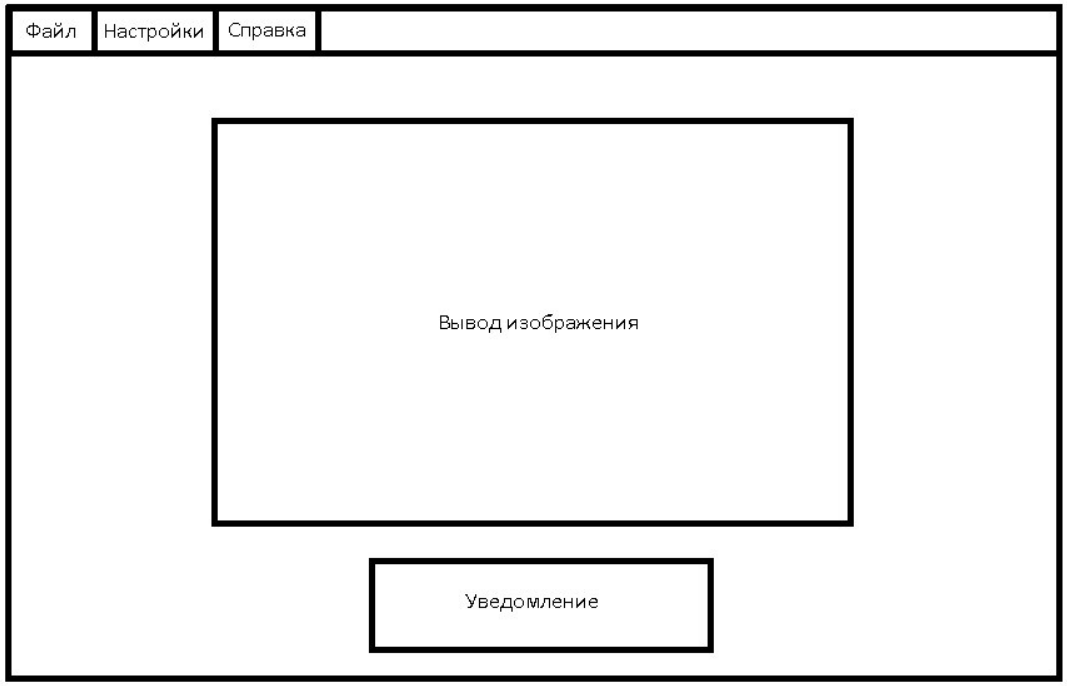 Файл
Настройки
Справка
Вывод изображения
Уведомление